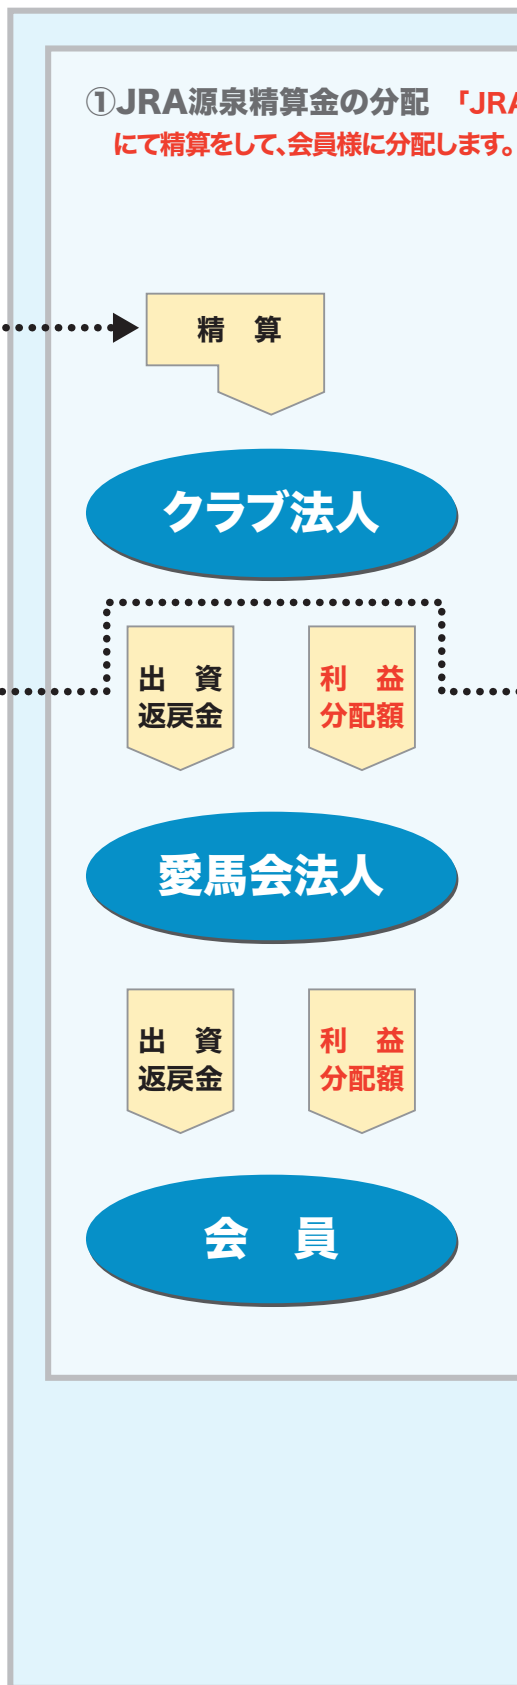 ①JRA源泉精算金の分配 「JRA
にて精算をして、会員様に分配します。
精 算
クラブ法人
出 資
返戻金
利 益
分配額
愛馬会法人
出 資
返戻金
利 益
分配額
会 員